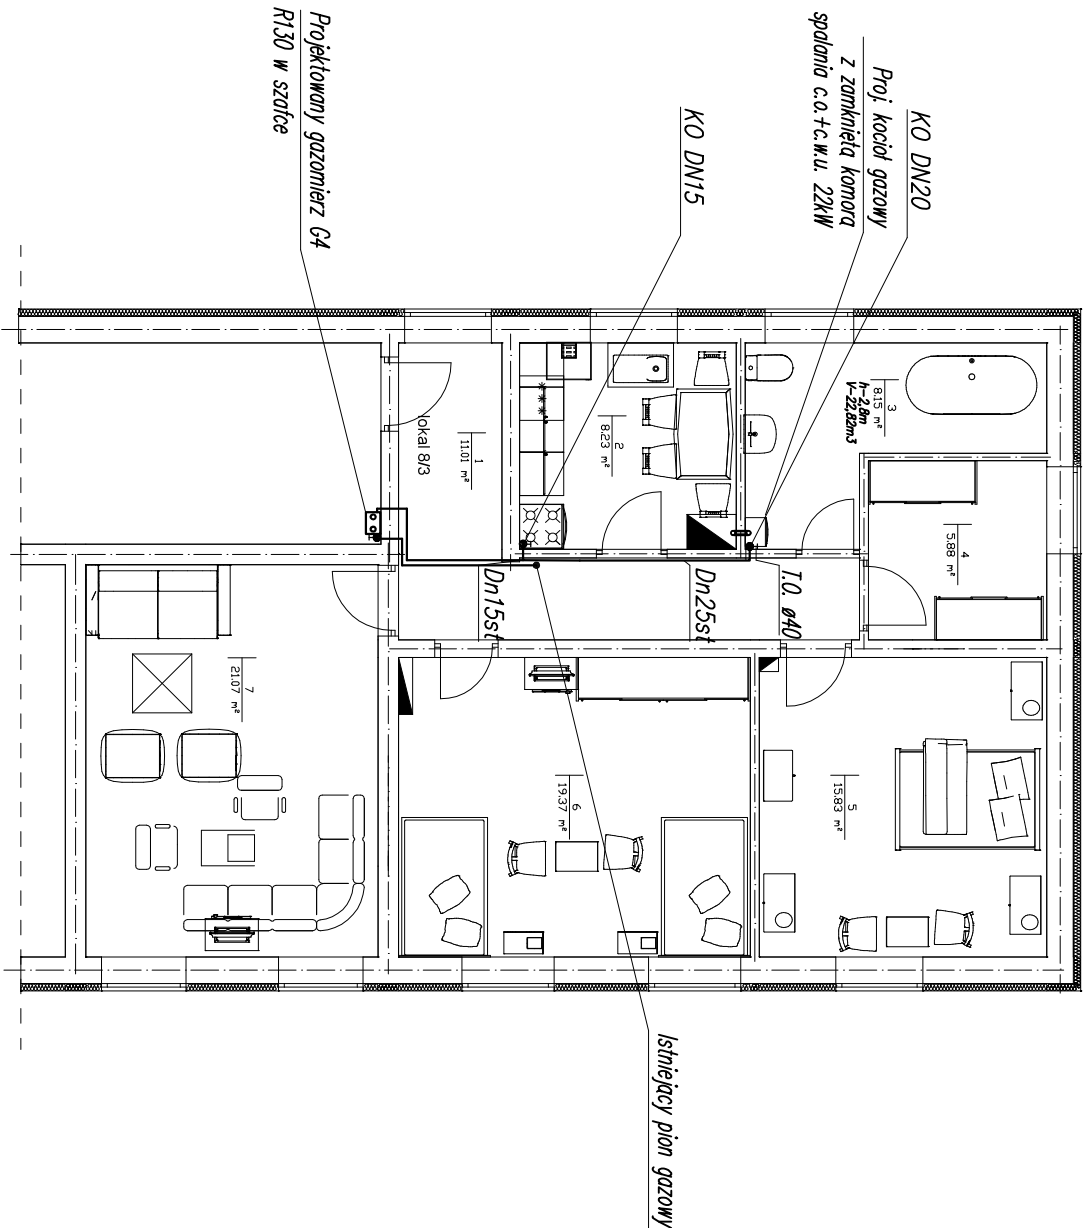 KO DN20
Proj. kocioł gazowy
z zamkniętą komorą
spalania c.o.+c.w.u. 22kW
KO DN15
Projektowany gazomierz G4
R130 w szafce
3
8.15 m²
h-2,8m
V-22,82m3
4
5.88 m²
2
8.23 m²
1
11.01 m²
lokal 8/3
T.O. ø40
Dn25st
Dn15st
5
15.83 m²
6
19.37 m²
7
21.07 m²
Istniejący pion gazowy